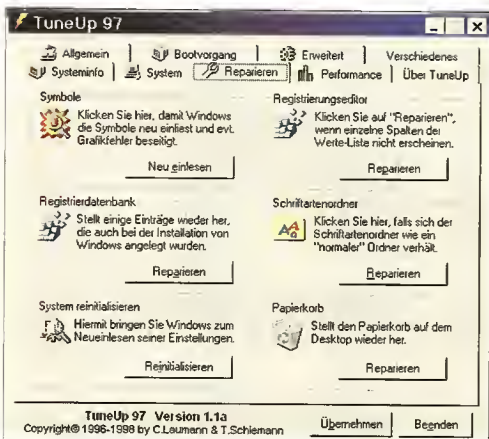 TuneUp 97
Allgemein
Bootvorgang
Erweitert
Verschiedenes
Systeminfo
System
Reparieren
Performance
Über TuneUp
Symbole
Klicken Sie hier, damit Windows
die Symbole neu einliest und evt.
Grafikfehler beseitigt.
Neu einlesen
Registrierungseditor
Klicken Sie auf "Reparieren",
wenn einzelne Spalten der
Werte-Liste nicht erscheinen.
Reparieren
Registrierdatenbank
Stellt einige Einträge wieder her,
die auch bei der Installation von
Windows angelegt wurden.
Reparieren
Schriftartenordner
Klicken Sie hier, falls sich der
Schriftartenordner wie ein
"normaler" Ordner verhält.
Reparieren
System reinitialisieren
Hiermit bringen Sie Windows zum
Neueinlesen seiner Einstellungen.
Reinitialisieren
Papierkorb
Stellt den Papierkorb auf dem
Desktop wieder her.
Reparieren
TuneUp 97 Version 1.1a
Copyright© 1996-1998 by C.Laumann & T.Schiemann
Übernehmen
Beenden